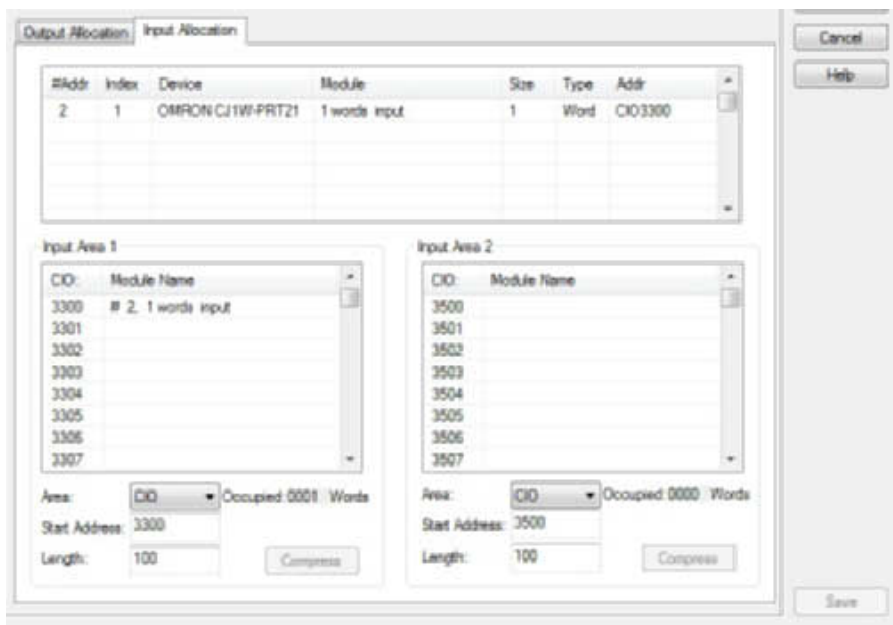 Output Allocation Input Allocation
Cancel
Help
#Addr Index Device Module Size Type Addr
2 1 OMRON CJ1W-PRT21 1 words input 1 Word CIO3300
Input Area 1
CIO: Module Name
3300 # 2, 1 words input
3301
3302
3303
3304
3305
3306
3307
Area: CIO Occupied: 0001 Words
Start Address: 3300
Length: 100 Compress
Input Area 2
CIO: Module Name
3500
3501
3502
3503
3504
3505
3506
3507
Area: CIO Occupied: 0000 Words
Start Address: 3500
Length: 100 Compress
Save